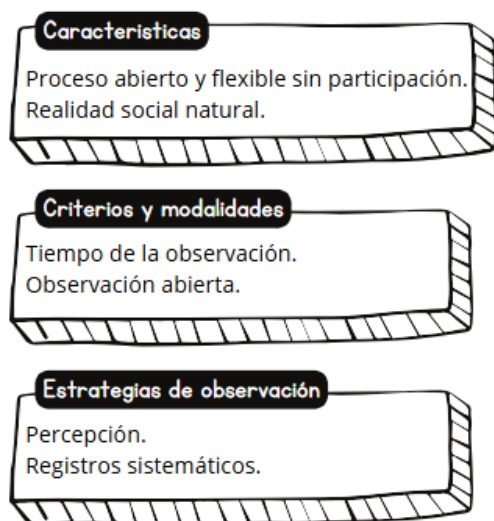 Caracteristicas
Proceso abierto y flexible sin participación.
Realidad social natural.
Criterios y modalidades
Tiempo de la observación.
Observación abierta.
Estrategias de observación
Percepción.
Registros sistemáticos.